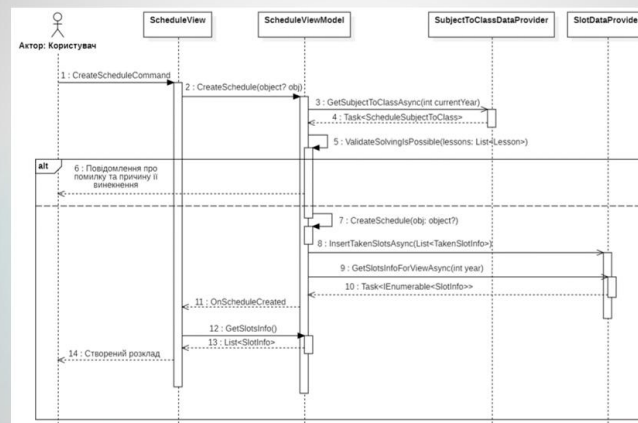 ScheduleView
ScheduleViewModel
SubjectToClassDataProvider
SlotDataProvide
Актор: Користувач
1 : CreateScheduleCommand
2 : CreateSchedule(object? obj)
3 : GetSubjectToClassAsync(int currentYear)
4 : Task<ScheduleSubjectToClass>
5 : ValidateSolvingIsPossible(lessons: List<Lesson>)
alt
6 : Повідомлення про
помилку та причину її
винекнення
7 : CreateSchedule(obj: object?)
8 : InsertTakenSlotsAsync(List<TakenSlotInfo>)
9 : GetSlotsInfoForViewAsync(int year)
10 : Task<IEnumerable<SlotInfo>>
11 : OnScheduleCreated
12 : GetSlotsInfo()
13 : List<SlotInfo>
14 : Створений розклад